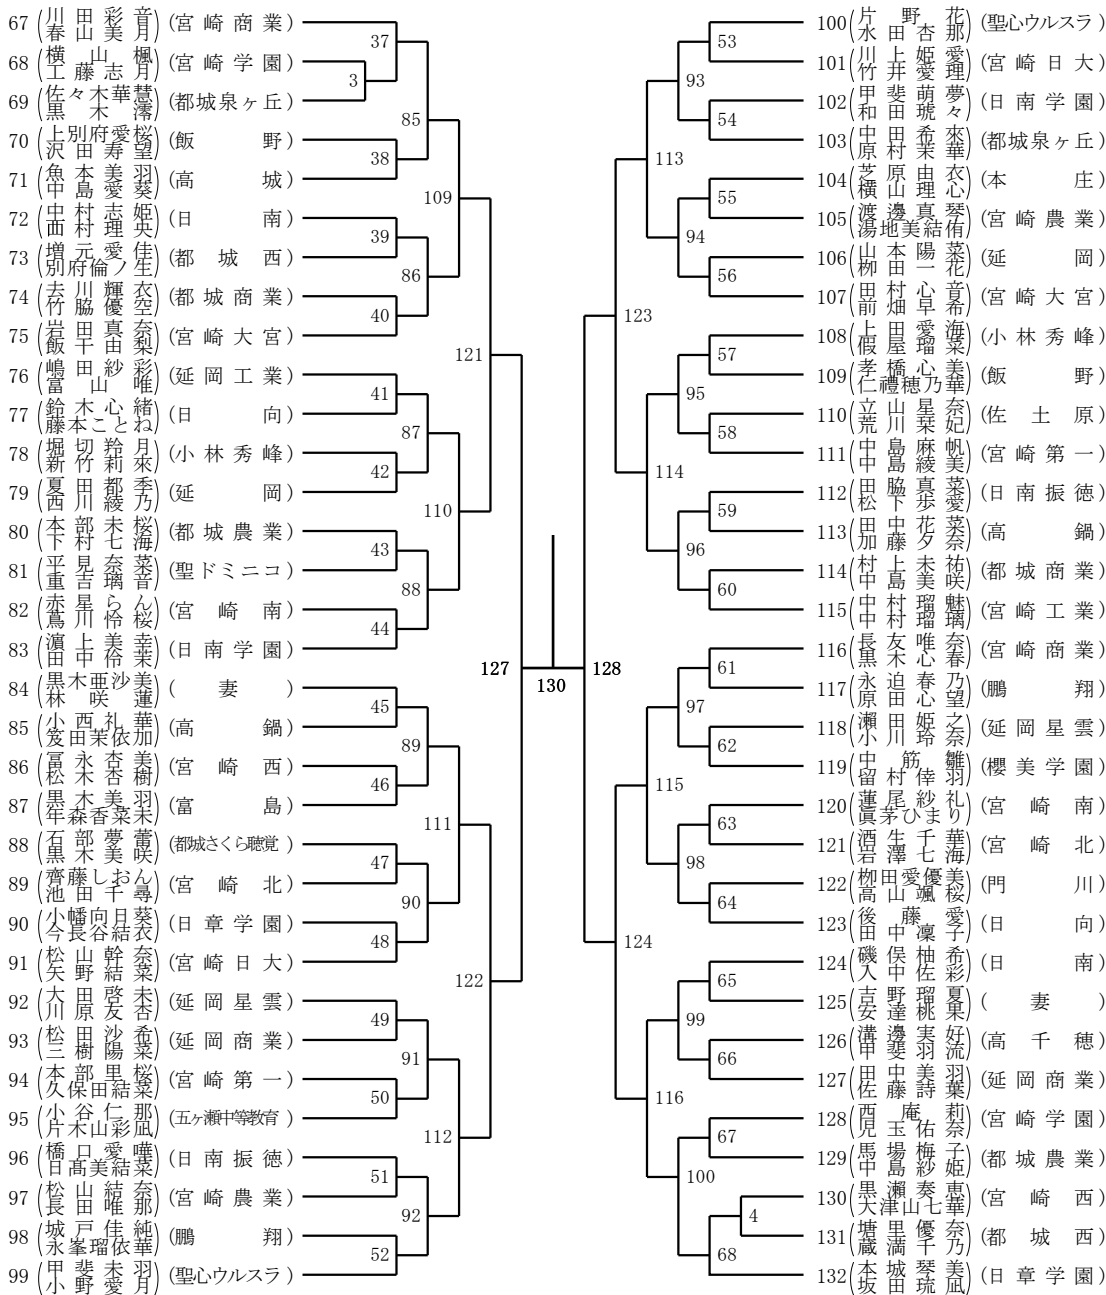 67 (川田彩音 春山美月) (宮崎商業)
68 (横山楓 工藤志月) (宮崎学園)
69 (佐々木華慧 黒木澪) (都城泉ヶ丘)
70 (上別府愛桜 沢田寿望) (飯野)
71 (魚本美羽 中島愛葵) (高城)
72 (中村志姫 西村理央) (日南)
73 (増元愛佳 別府倫ノ生) (都城西)
74 (去川輝衣 竹脇優空) (都城商業)
75 (岩田真奈 飯干由梨) (宮崎大宮)
76 (嶋田紗彩 富山唯) (延岡工業)
77 (鈴木心緒 藤本ことね) (日向)
78 (堀切羚月 新竹莉來) (小林秀峰)
79 (夏田都季 西川綾乃) (延岡)
80 (本部未桜 下村七海) (都城農業)
81 (平見奈菜 重吉璃音) (聖ドミニコ)
82 (赤星らん 蔦川怜桜) (宮崎南)
83 (濵上美幸 田中伶茉) (日南学園)
84 (黒木亜沙美 林咲蓮) (妻)
85 (小西礼華 笈田茉依加) (高鍋)
86 (冨永杏美 松木杏樹) (宮崎西)
87 (黒木美羽 年森香菜未) (富島)
88 (石部夢蕾 黒木美咲) (都城さくら聴覚)
89 (齊藤しおん 池田千尋) (宮崎北)
90 (小幡向日葵 今長谷結衣) (日章学園)
91 (松山幹奈 矢野結菜) (宮崎日大)
92 (大田啓未 川原友杏) (延岡星雲)
93 (松田沙希 三樹陽菜) (延岡商業)
94 (本部里桜 久保田結菜) (宮崎第一)
95 (小谷仁那 片木山彩凪) (五ヶ瀬中等教育)
96 (橋口愛嘩 日髙美結菜) (日南振徳)
97 (松山結奈 長田唯那) (宮崎農業)
98 (城戸佳純 永峯瑠依華) (鵬翔)
99 (甲斐未羽 小野愛月) (聖心ウルスラ)
37
3
38
39
40
41
42
43
44
45
46
47
48
49
50
51
52
85
86
87
88
89
90
91
92
109
110
111
112
121
122
127
130
128
123
124
113
114
115
116
93
94
95
96
97
98
99
100
53
54
55
56
57
58
59
60
61
62
63
64
65
66
67
4
68
100 (片野花 水田杏那) (聖心ウルスラ)
101 (川上姫愛 竹井愛理) (宮崎日大)
102 (甲斐萌夢 和田琥々) (日南学園)
103 (中田希來 原村茉華) (都城泉ヶ丘)
104 (芝原由衣 横山理心) (本庄)
105 (渡邊真琴 湯地美結侑) (宮崎農業)
106 (山本陽菜 栁田一花) (延岡)
107 (田村心音 前畑早希) (宮崎大宮)
108 (上田愛海 假屋瑠菜) (小林秀峰)
109 (孝橋心美 仁禮穂乃華) (飯野)
110 (立山星奈 荒川栞妃) (佐土原)
111 (中島麻帆 中島綾美) (宮崎第一)
112 (田脇真菜 松下歩愛) (日南振徳)
113 (田中花菜 加藤夕奈) (高鍋)
114 (村上未祐 中島美咲) (都城商業)
115 (中村瑠魅 中村瑠璃) (宮崎工業)
116 (長友唯奈 黒木心春) (宮崎商業)
117 (永迫春乃 原田心望) (鵬翔)
118 (瀬田姫之 小川玲奈) (延岡星雲)
119 (中筋雛 留村倖羽) (櫻美学園)
120 (蓮尾紗礼 眞茅ひまり) (宮崎南)
121 (酒生千華 岩澤七海) (宮崎北)
122 (栁田愛優美 高山颯桜) (門川)
123 (後藤愛 田中凜子) (日向)
124 (磯俣柚希 入中佐彩) (日南)
125 (吉野瑠夏 安達桃果) (妻)
126 (溝邊実好 甲斐羽流) (高千穂)
127 (田中美羽 佐藤詩葉) (延岡商業)
128 (西庵莉 児玉佑奈) (宮崎学園)
129 (馬場梅子 中島紗姫) (都城農業)
130 (黒瀬奏恵 大津山七華) (宮崎西)
131 (塘里優奈 蔵満千乃) (都城西)
132 (本城琴美 坂田琉凪) (日章学園)